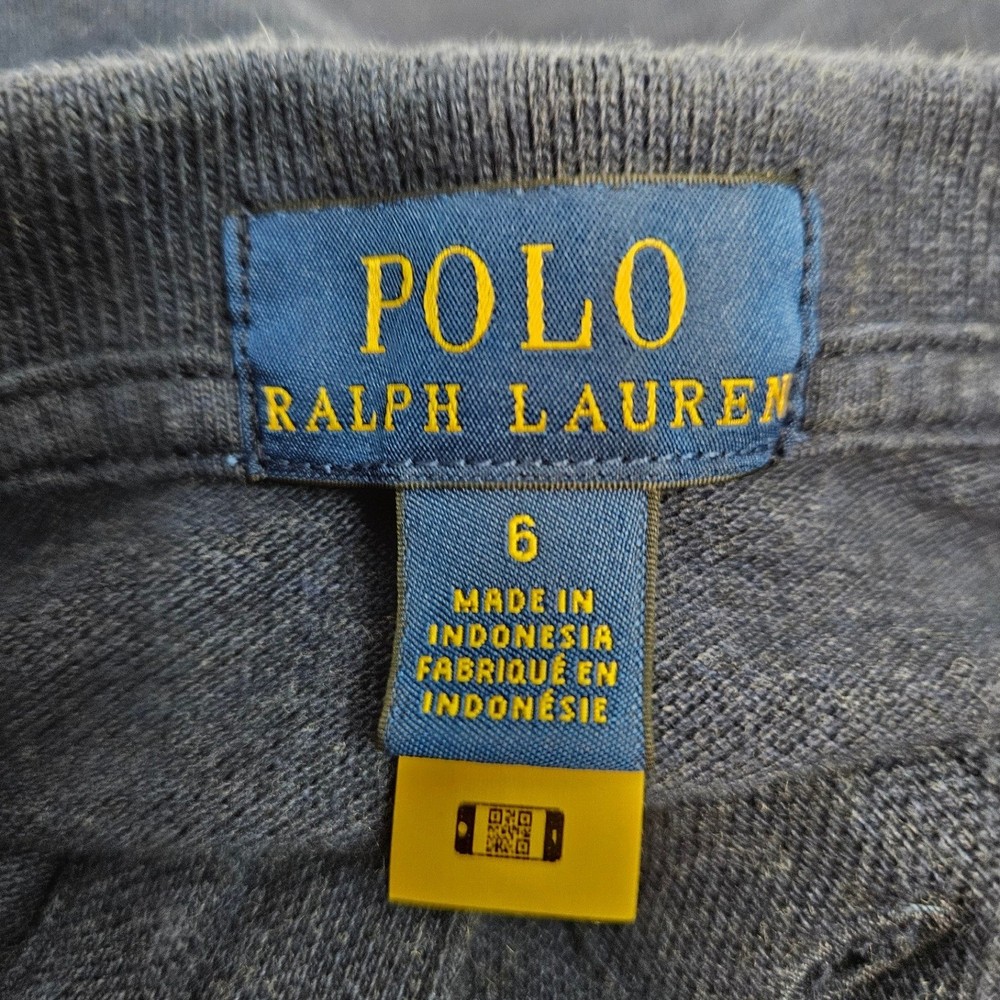 POLO
RALPH LAUREN
6
MADE IN
INDONESIA
FABRIQUÉ EN
INDONÉSIE